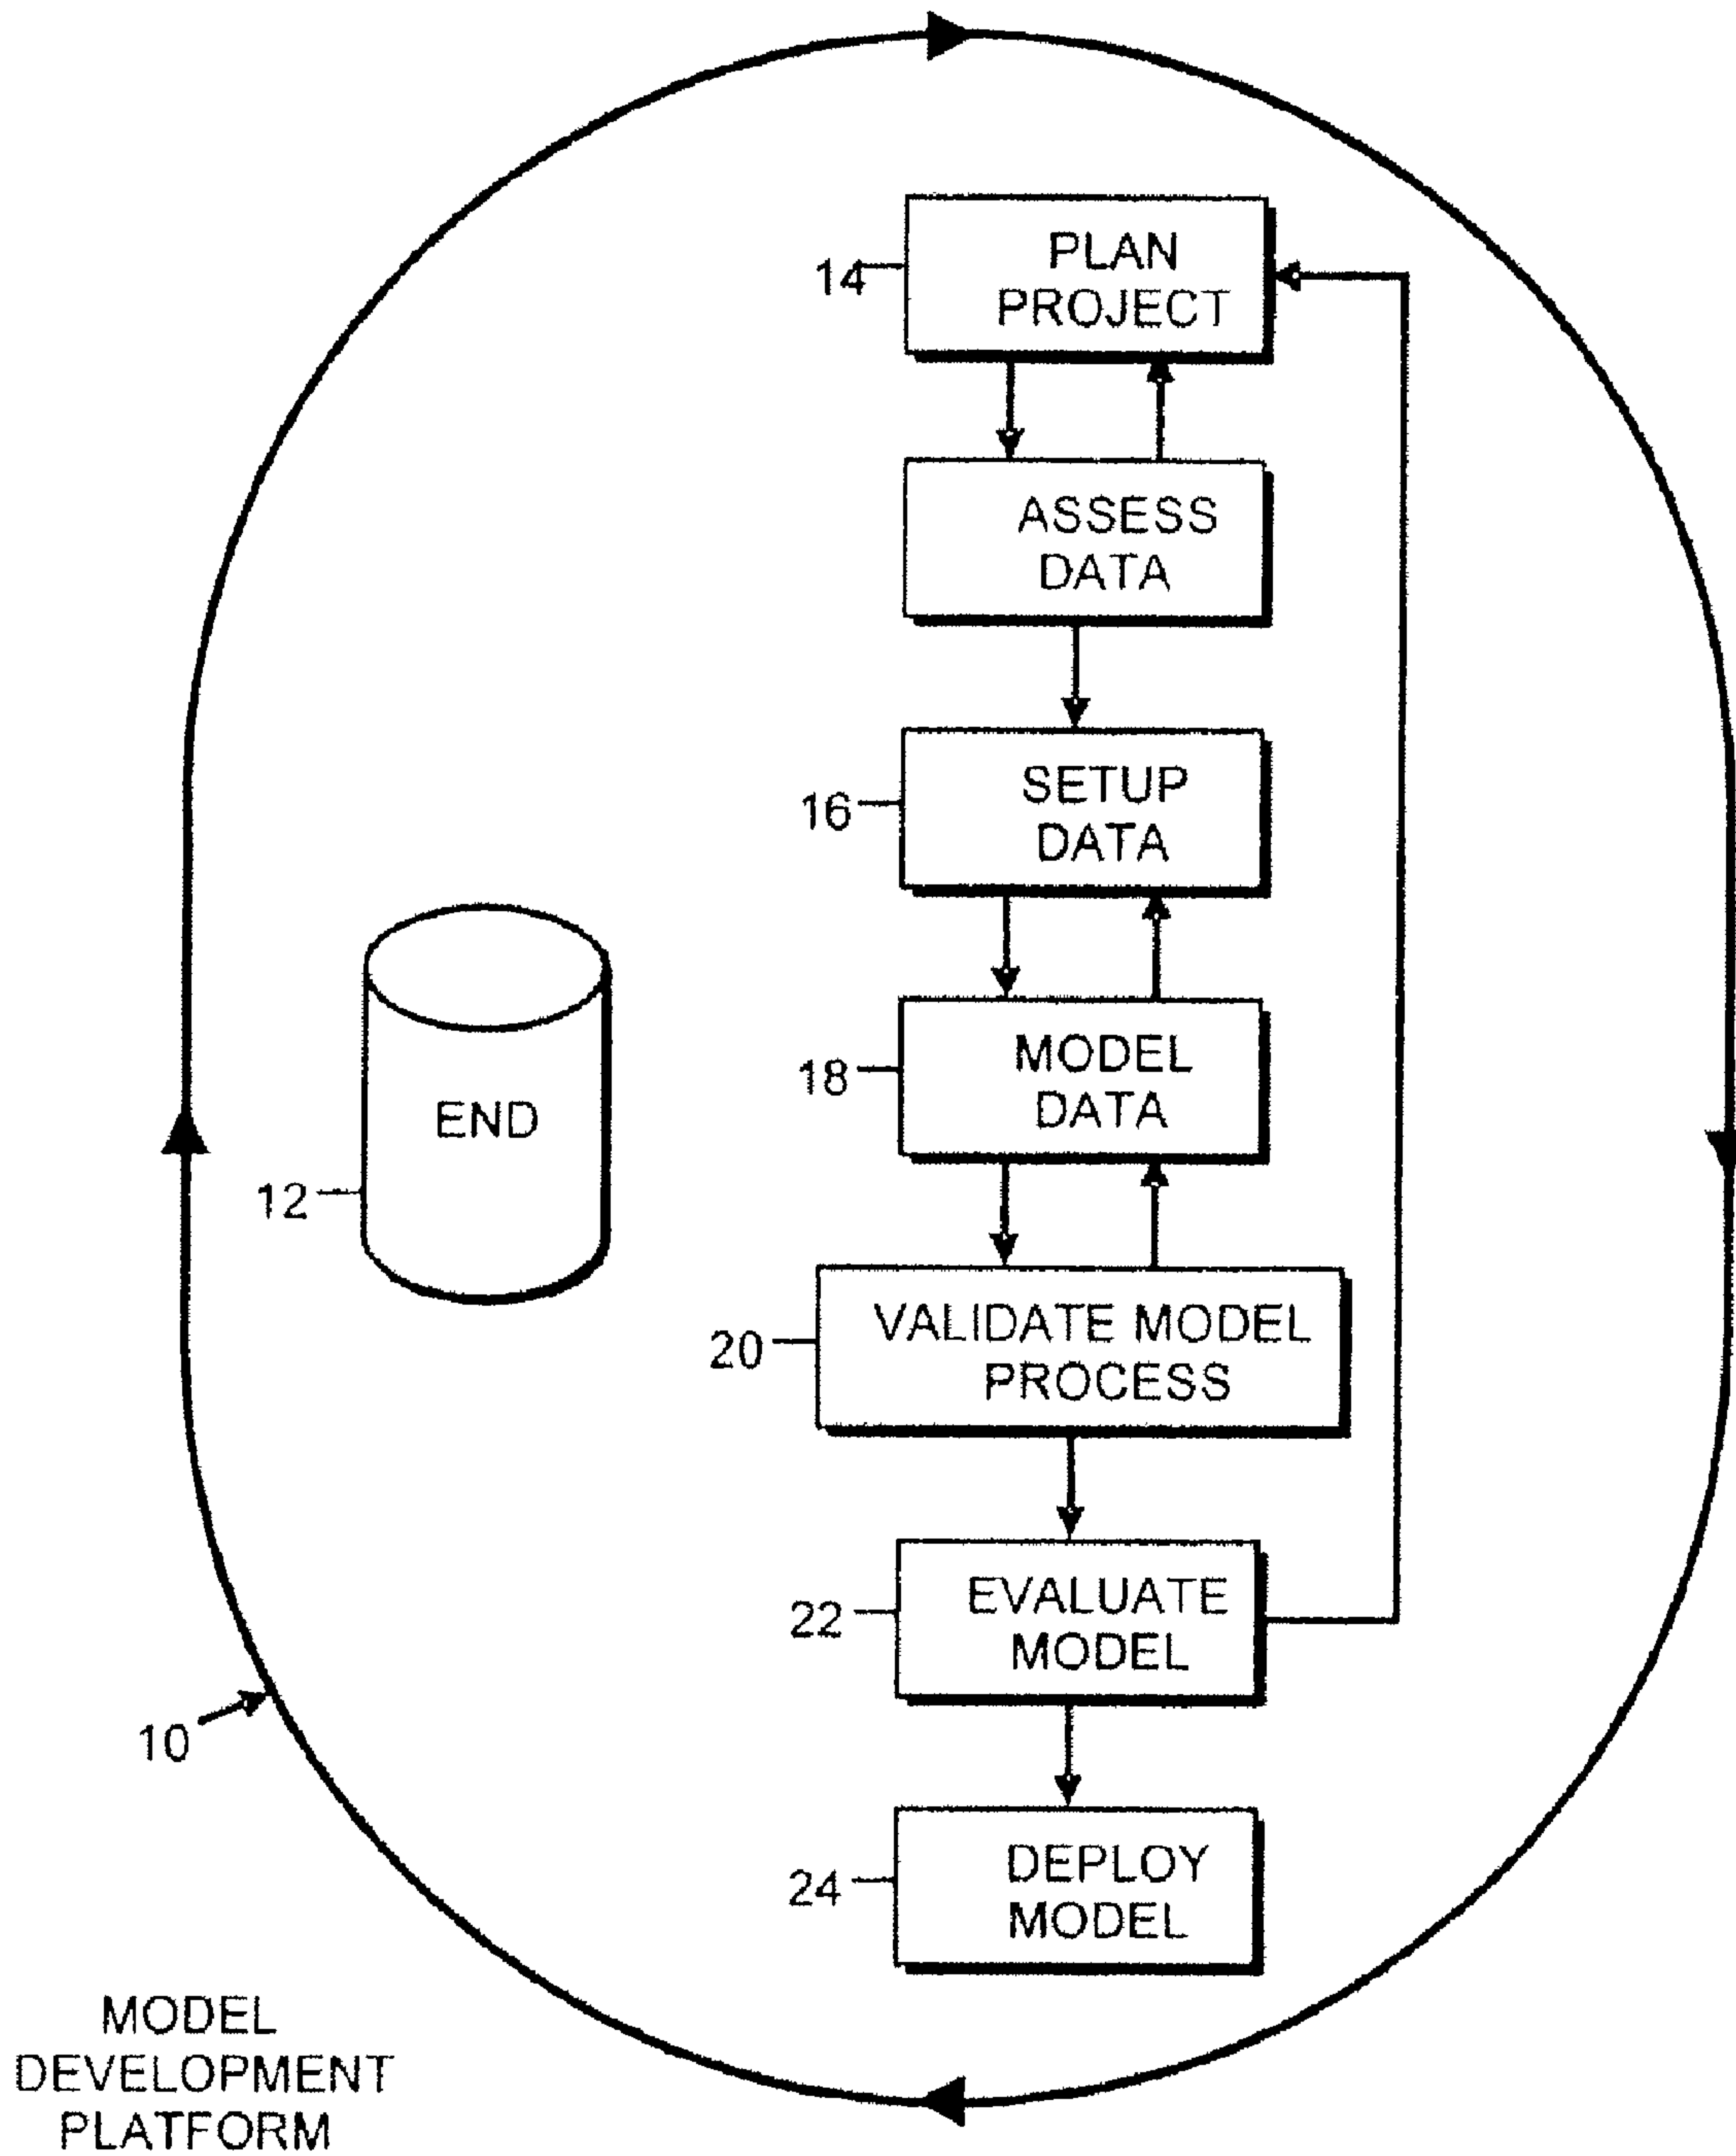 14
PLAN
PROJECT
ASSESS
DATA
16
SETUP
DATA
12
END
18
MODEL
DATA
20
VALIDATE MODEL
PROCESS
22
EVALUATE
MODEL
10
24
DEPLOY
MODEL
MODEL
DEVELOPMENT
PLATFORM